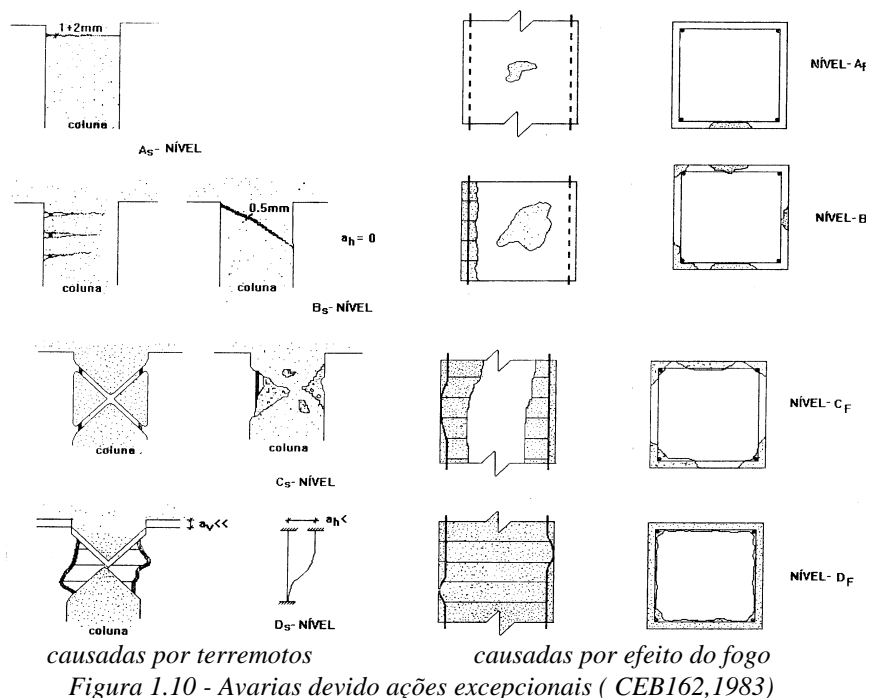 1+2mm
coluna
As- NÍVEL
NÍVEL- Af
0.5mm
ah = 0
coluna
coluna
Bs- NÍVEL
NÍVEL- B
coluna
coluna
Cs- NÍVEL
NÍVEL- CF
av<<
ah<
coluna
Ds- NÍVEL
NÍVEL- DF
causadas por terremotos causadas por efeito do fogo
Figura 1.10 - Avarias devido ações excepcionais ( CEB162,1983)